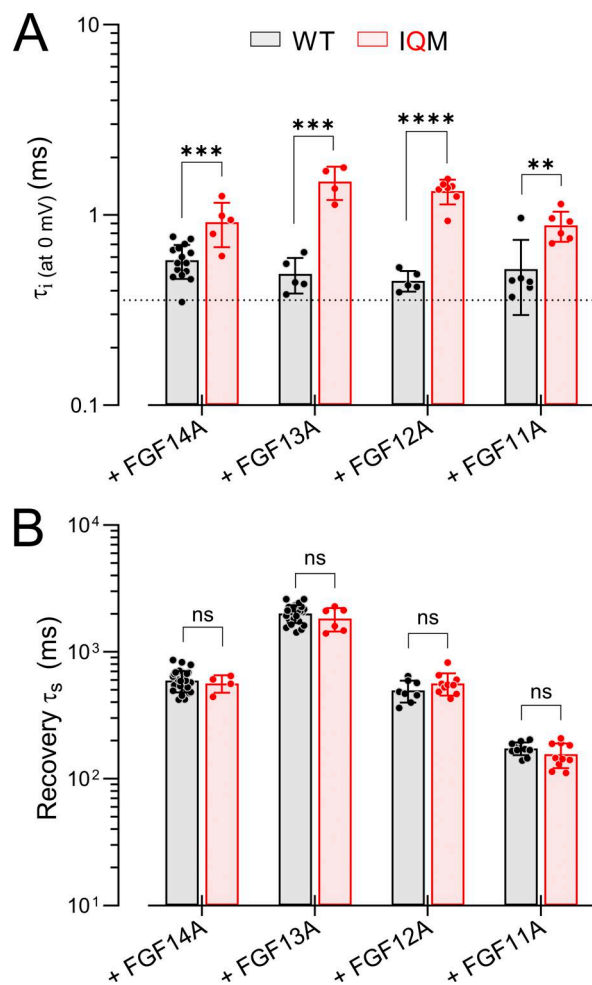 A
WT
IQM
τi (at 0 mV) (ms)
10
1
0.1
***
***
****
**
+ FGF14A
+ FGF13A
+ FGF12A
+ FGF11A
B
Recovery τs (ms)
10⁴
10³
10²
10¹
ns
ns
ns
ns
+ FGF14A
+ FGF13A
+ FGF12A
+ FGF11A